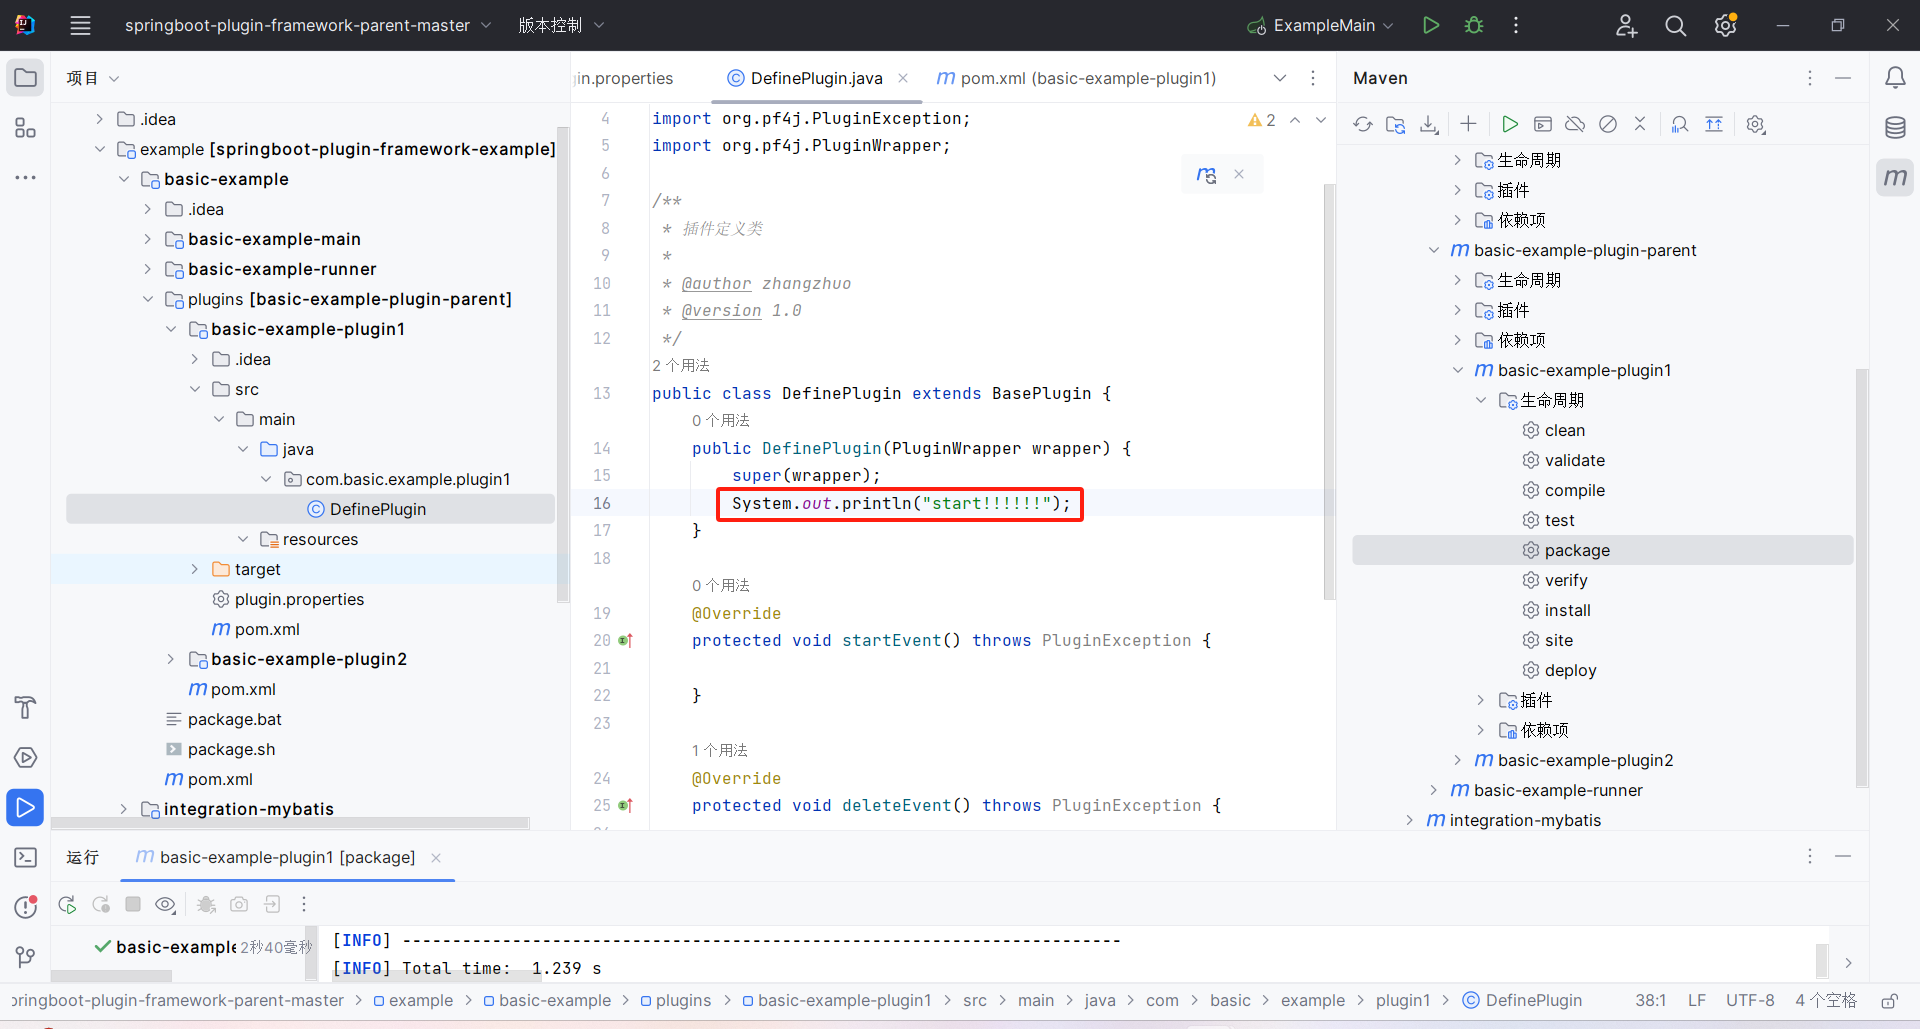 springboot-plugin-framework-parent-master 版本控制 ExampleMain
项目
.idea
example [springboot-plugin-framework-example]
basic-example
.idea
basic-example-main
basic-example-runner
plugins [basic-example-plugin-parent]
basic-example-plugin1
.idea
src
main
java
com.basic.example.plugin1
DefinePlugin
resources
target
plugin.properties
pom.xml
basic-example-plugin2
pom.xml
package.bat
package.sh
pom.xml
integration-mybatis
in.properties DefinePlugin.java pom.xml (basic-example-plugin1)
2
4 import org.pf4j.PluginException;
5 import org.pf4j.PluginWrapper;
6
7 /**
8 * 插件定义类
9 *
10 * @author zhangzhuo
11 * @version 1.0
12 */
2 个用法
13 public class DefinePlugin extends BasePlugin {
0 个用法
14 public DefinePlugin(PluginWrapper wrapper) {
15 super(wrapper);
16 System.out.println("start!!!!!!");
17 }
18
0 个用法
19 @Override
20 protected void startEvent() throws PluginException {
21
22 }
23
1 个用法
24 @Override
25 protected void deleteEvent() throws PluginException {
Maven
生命周期
插件
依赖项
basic-example-plugin-parent
生命周期
插件
依赖项
basic-example-plugin1
生命周期
clean
validate
compile
test
package
verify
install
site
deploy
插件
依赖项
basic-example-plugin2
basic-example-runner
integration-mybatis
运行 basic-example-plugin1 [package]
basic-example 2秒40毫秒
[INFO] ------------------------------------------------------------------------
[INFO] Total time:  1.239 s
pringboot-plugin-framework-parent-master > example > basic-example > plugins > basic-example-plugin1 > src > main > java > com > basic > example > plugin1 > DefinePlugin 38:1 LF UTF-8 4 个空格